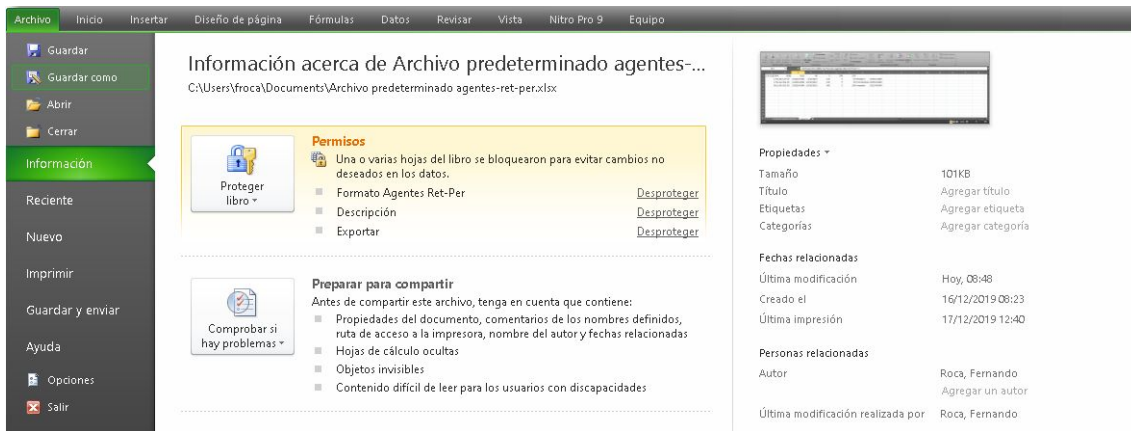 Archivo Inicio Insertar Diseño de página Fórmulas Datos Revisar Vista Nitro Pro 9 Equipo
Guardar
Guardar como
Abrir
Cerrar
Información
Reciente
Nuevo
Imprimir
Guardar y enviar
Ayuda
Opciones
Salir
Información acerca de Archivo predeterminado agentes-...
C:\Users\froca\Documents\Archivo predeterminado agentes-ret-per.xlsx
Proteger
libro
Permisos
Una o varias hojas del libro se bloquearon para evitar cambios no
deseados en los datos.
Formato Agentes Ret-Per Desproteger
Descripción Desproteger
Exportar Desproteger
Comprobar si
hay problemas
Preparar para compartir
Antes de compartir este archivo, tenga en cuenta que contiene:
Propiedades del documento, comentarios de los nombres definidos,
ruta de acceso a la impresora, nombre del autor y fechas relacionadas
Hojas de cálculo ocultas
Objetos invisibles
Contenido difícil de leer para los usuarios con discapacidades
Propiedades
Tamaño 101KB
Título Agregar título
Etiquetas Agregar etiqueta
Categorías Agregar categoría
Fechas relacionadas
Última modificación Hoy, 08:48
Creado el 16/12/2019 08:23
Última impresión 17/12/2019 12:40
Personas relacionadas
Autor Roca, Fernando
Agregar un autor
Última modificación realizada por Roca, Fernando